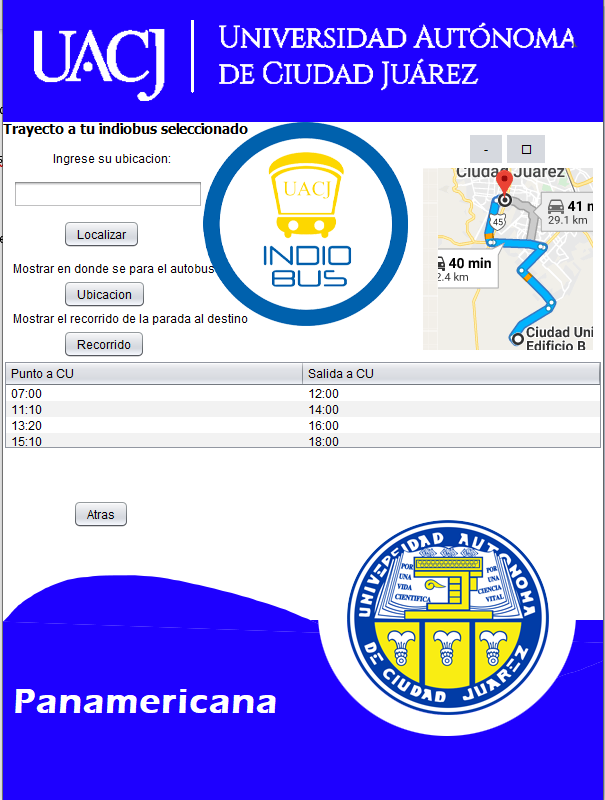 UACJ
UNIVERSIDAD AUTÓNOMA
DE CIUDAD JUÁREZ
Trayecto a tu indiobus seleccionado
Ingrese su ubicacion:
Localizar
Mostrar en donde se para el autobus
Ubicacion
Mostrar el recorrido de la parada al destino
Recorrido
UACJ
INDIO
BUS
-
Ciudad Juárez
45
41 m
29.1 km
40 min
2.4 km
Ciudad Uni
Edificio B
Punto a CU Salida a CU
07:00 12:00
11:10 14:00
13:20 16:00
15:10 18:00
Atras
UNIVERSIDAD AUTONOMA
DE CIUDAD JUAREZ
POR
UNA
VIDA
CIENTIFICA
POR
UNA
CIENCIA
VITAL
Panamericana